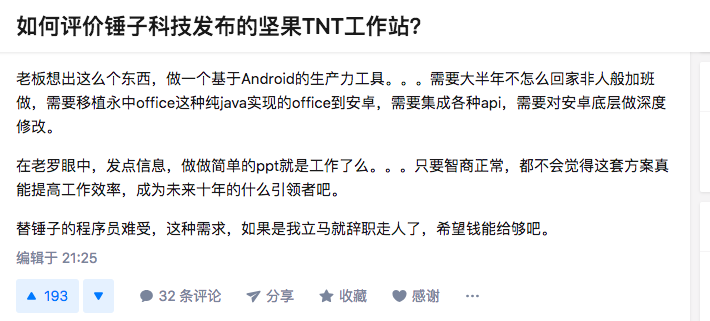 如何评价锤子科技发布的坚果TNT工作站?
老板想出这么个东西，做一个基于Android的生产力工具。。。需要大半年不怎么回家非人般加班
做，需要移植永中office这种纯java实现的office到安卓，需要集成各种api，需要对安卓底层做深度
修改。
在老罗眼中，发点信息，做做简单的ppt就是工作了么。。。只要智商正常，都不会觉得这套方案真
能提高工作效率，成为未来十年的什么引领者吧。
替锤子的程序员难受，这种需求，如果是我立马就辞职走人了，希望钱能给够吧。
编辑于 21:25
193 32 条评论 分享 收藏 感谢 ···